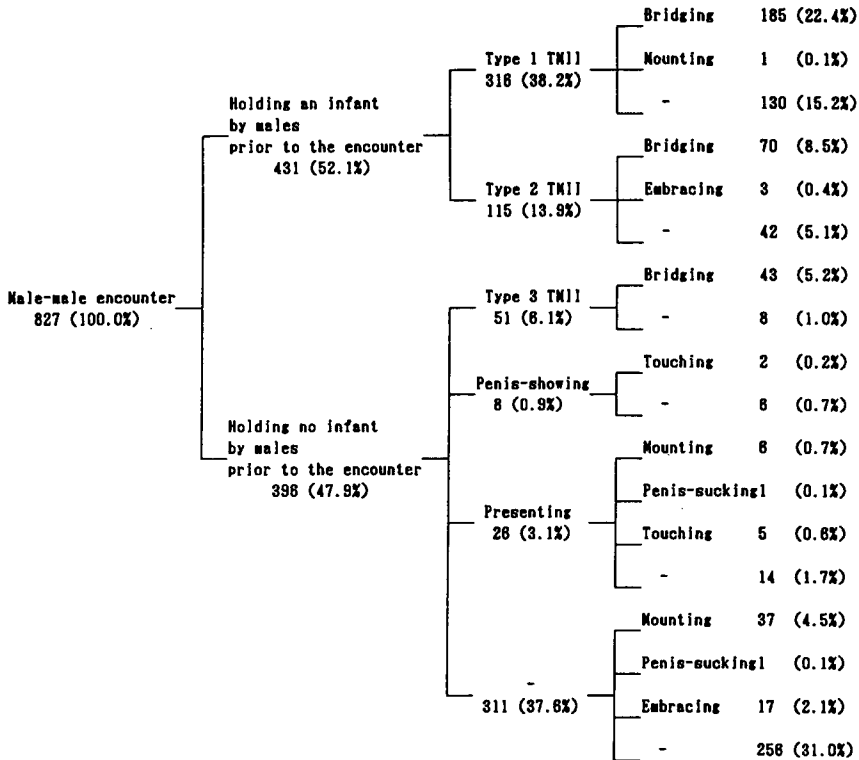 Bridging 185 (22.4%)
Type 1 TMII
316 (38.2%)
Mounting 1 (0.1%)
- 130 (15.2%)
Holding an infant
by males
prior to the encounter
431 (52.1%)
Bridging 70 (8.5%)
Type 2 TMII
115 (13.9%)
Embracing 3 (0.4%)
- 42 (5.1%)
Male-male encounter
827 (100.0%)
Bridging 43 (5.2%)
Type 3 TMII
51 (6.1%)
- 8 (1.0%)
Touching 2 (0.2%)
Penis-showing
8 (0.9%)
- 6 (0.7%)
Holding no infant
by males
prior to the encounter
396 (47.9%)
Mounting 6 (0.7%)
Penis-sucking1 (0.1%)
Presenting
26 (3.1%)
Touching 5 (0.6%)
- 14 (1.7%)
Mounting 37 (4.5%)
Penis-sucking1 (0.1%)
-
311 (37.6%)
Embracing 17 (2.1%)
- 256 (31.0%)